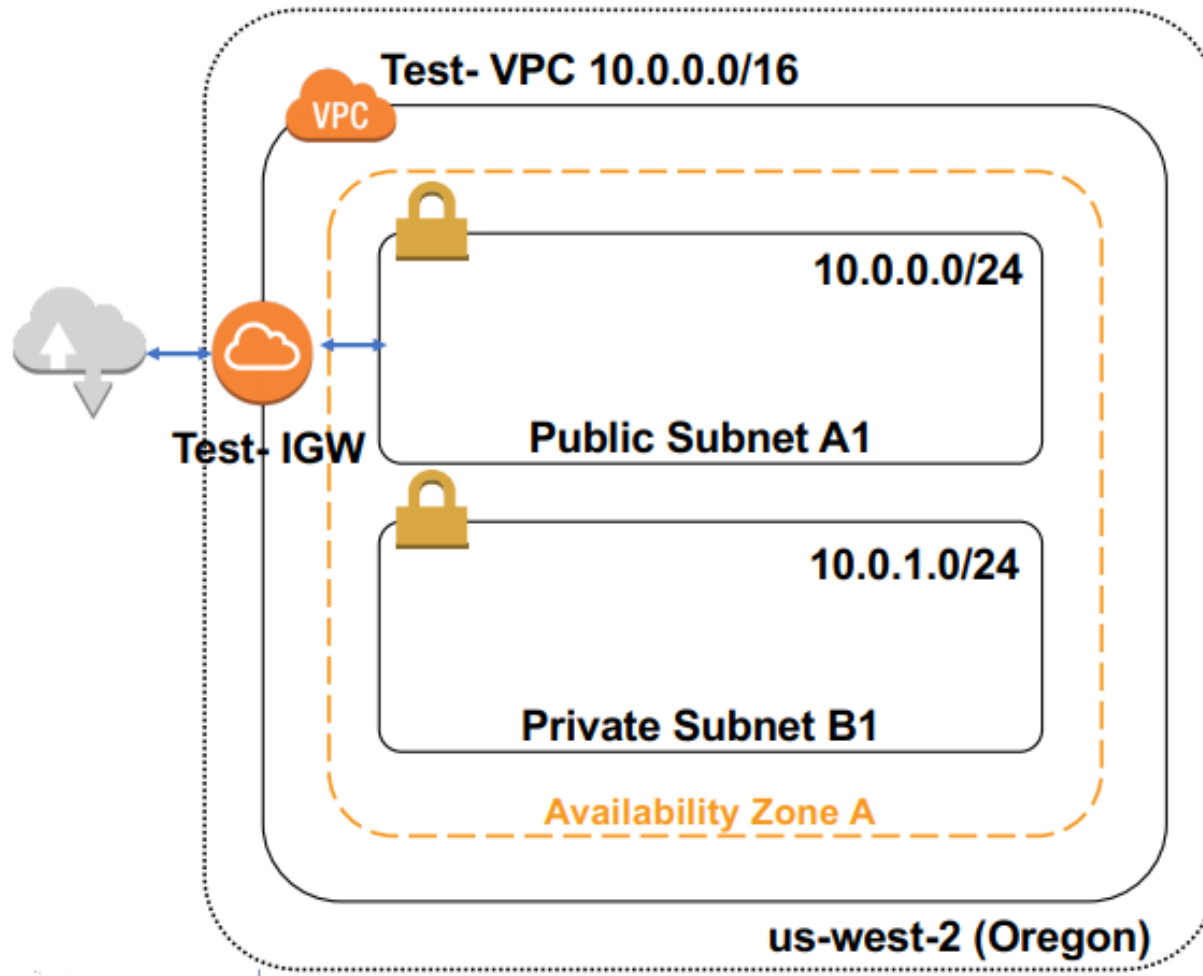 Test- VPC 10.0.0.0/16
VPC
10.0.0.0/24
Public Subnet A1
Test- IGW
10.0.1.0/24
Private Subnet B1
Availability Zone A
us-west-2 (Oregon)